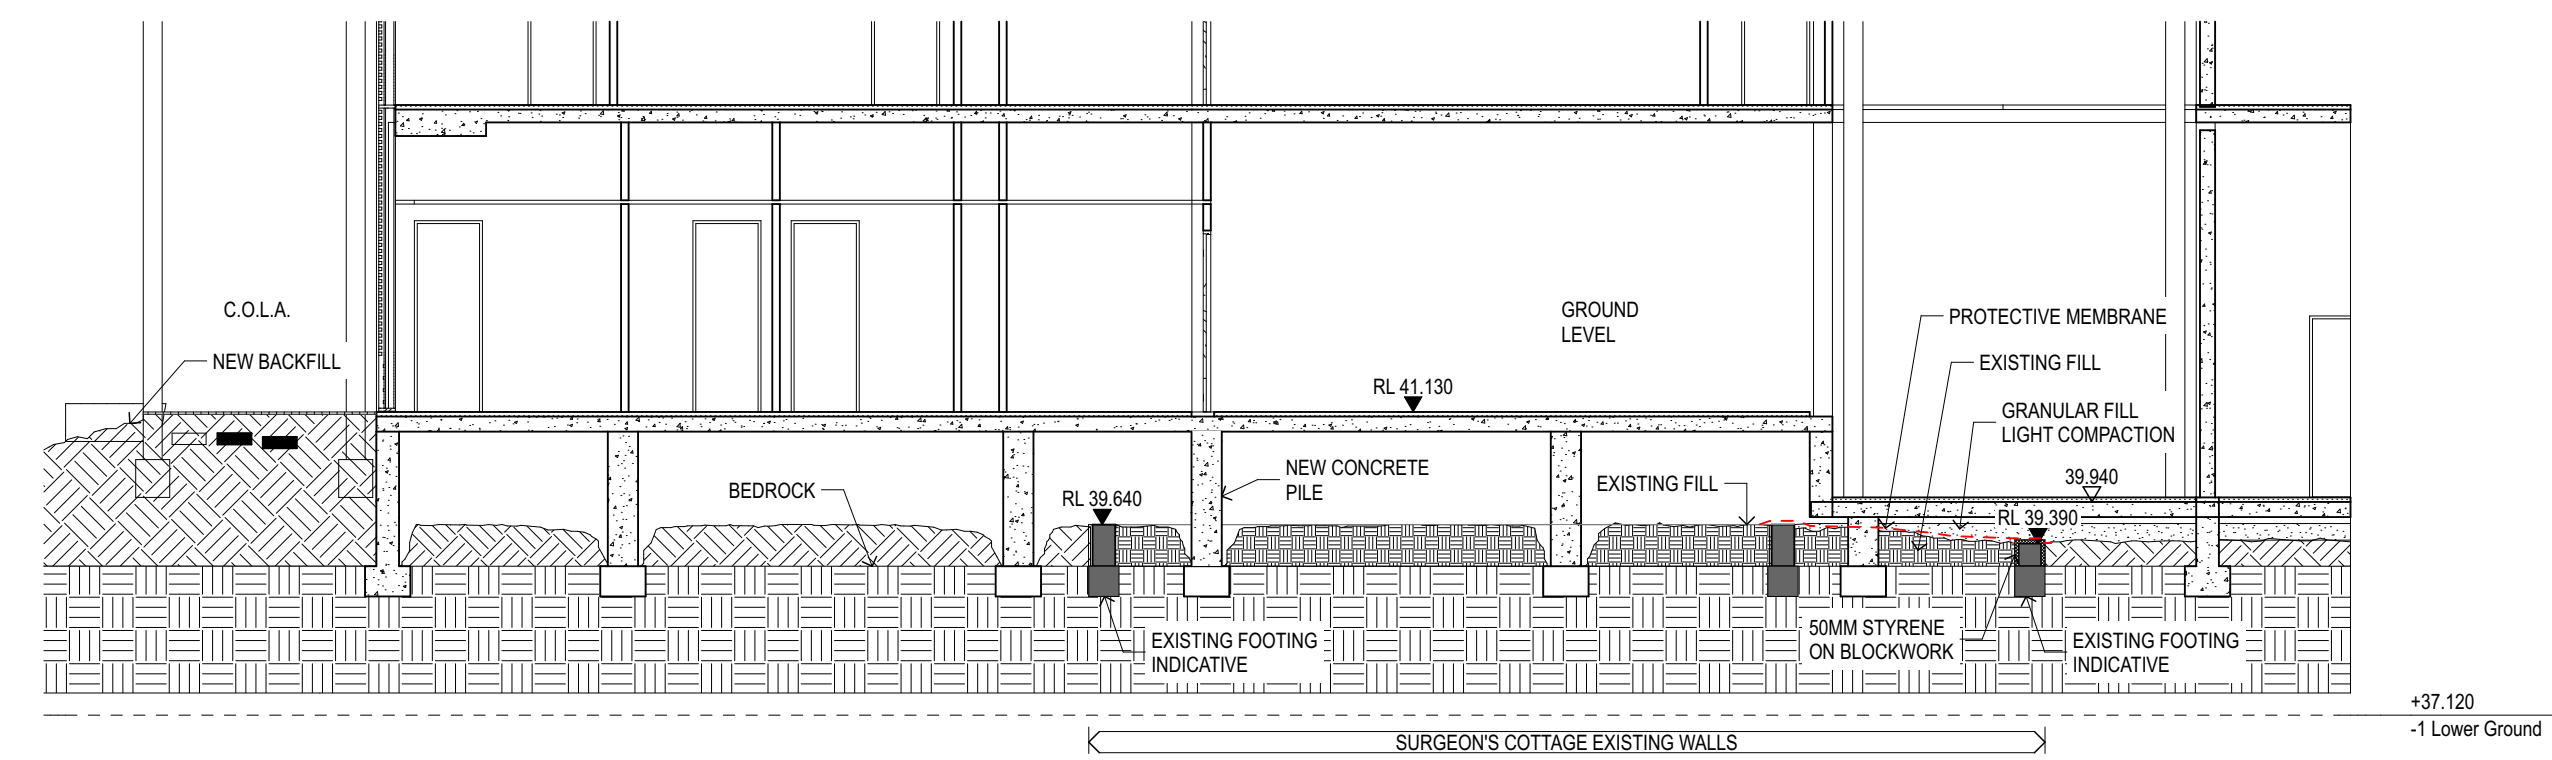 C.O.L.A.
NEW BACKFILL
GROUND
LEVEL
PROTECTIVE MEMBRANE
EXISTING FILL
RL 41.130
GRANULAR FILL
LIGHT COMPACTION
NEW CONCRETE
PILE
BEDROCK
RL 39.640
EXISTING FILL
39.940
RL 39.390
EXISTING FOOTING
INDICATIVE
50MM STYRENE
ON BLOCKWORK
EXISTING FOOTING
INDICATIVE
+37.120
-1 Lower Ground
SURGEON'S COTTAGE EXISTING WALLS